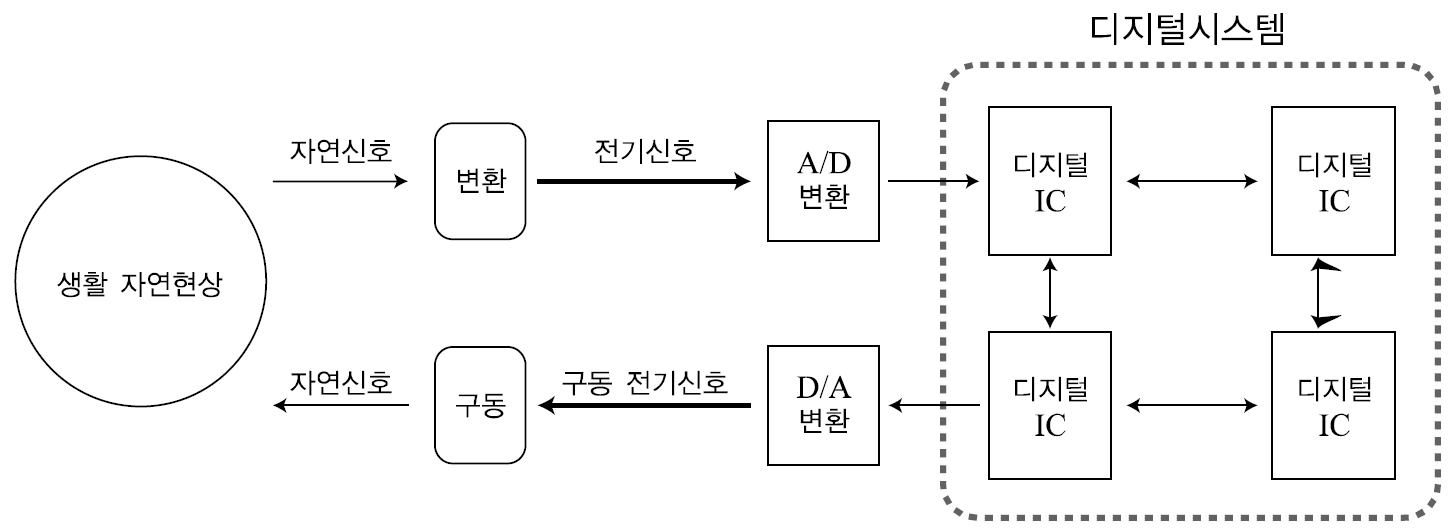 디지털시스템
자연신호
변환
전기신호
A/D
변환
디지털
IC
디지털
IC
생활 자연현상
자연신호
구동
구동 전기신호
D/A
변환
디지털
IC
디지털
IC